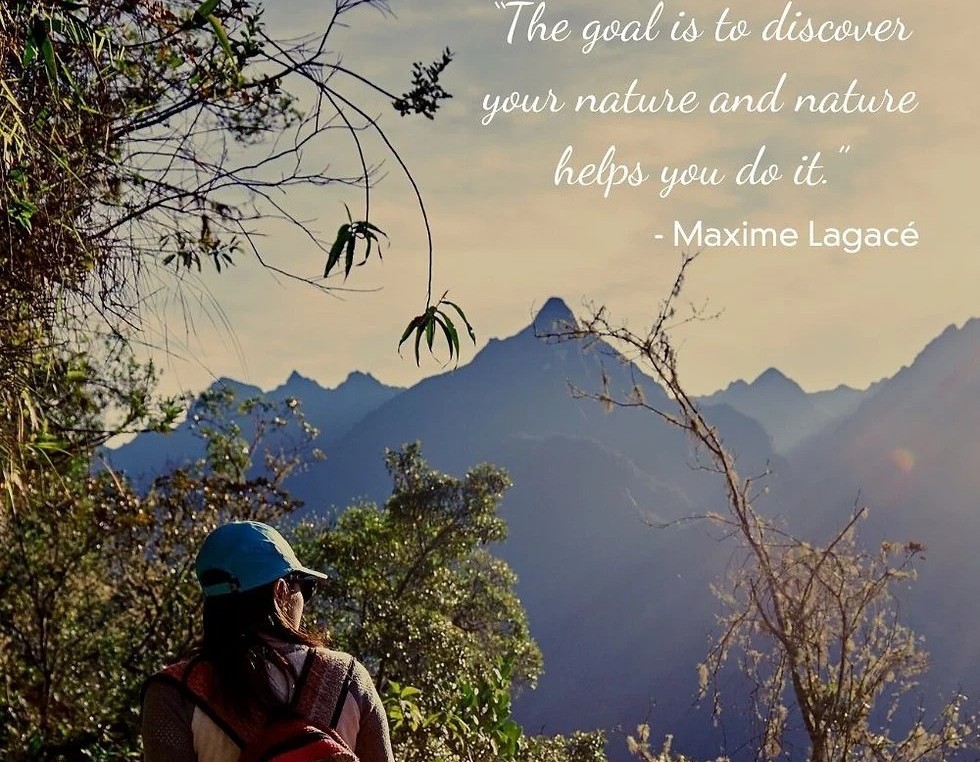 “The goal is to discover
your nature and nature
helps you do it.”
- Maxime Lagacé